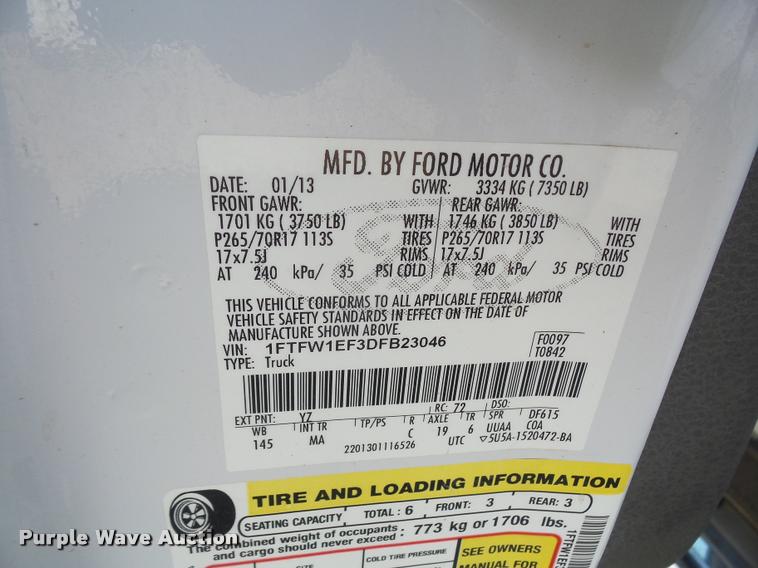 MFD. BY FORD MOTOR CO.
DATE: 01/13 GVWR: 3334 KG ( 7350 LB)
FRONT GAWR: REAR GAWR:
1701 KG ( 3750 LB) WITH 1746 KG ( 3850 LB) WITH
P265/70R17 113S TIRES P265/70R17 113S TIRES
17x7.5J RIMS 17x7.5J RIMS
AT 240 kPa/ 35 PSI COLD AT 240 kPa/ 35 PSI COLD
THIS VEHICLE CONFORMS TO ALL APPLICABLE FEDERAL MOTOR
VEHICLE SAFETY STANDARDS IN EFFECT ON THE DATE OF
MANUFACTURE SHOWN ABOVE.
VIN: 1FTFW1EF3DFB23046 F0097
TYPE: Truck T0842
EXT PNT: YZ RC: 72 DSO:
WB INT TR TP/PS R AXLE TR SPR DF615
145 MA C 19 6 UUAA COA
2201301116526 UTC 5U5A-1520472-BA
TIRE AND LOADING INFORMATION
SEATING CAPACITY TOTAL: 6 FRONT: 3 REAR: 3
The combined weight of occupants and cargo should never exceed: 773 kg or 1706 lbs.
COLD TIRE PRESSURE SEE OWNERS
MANUAL FOR
Purple Wave Auction